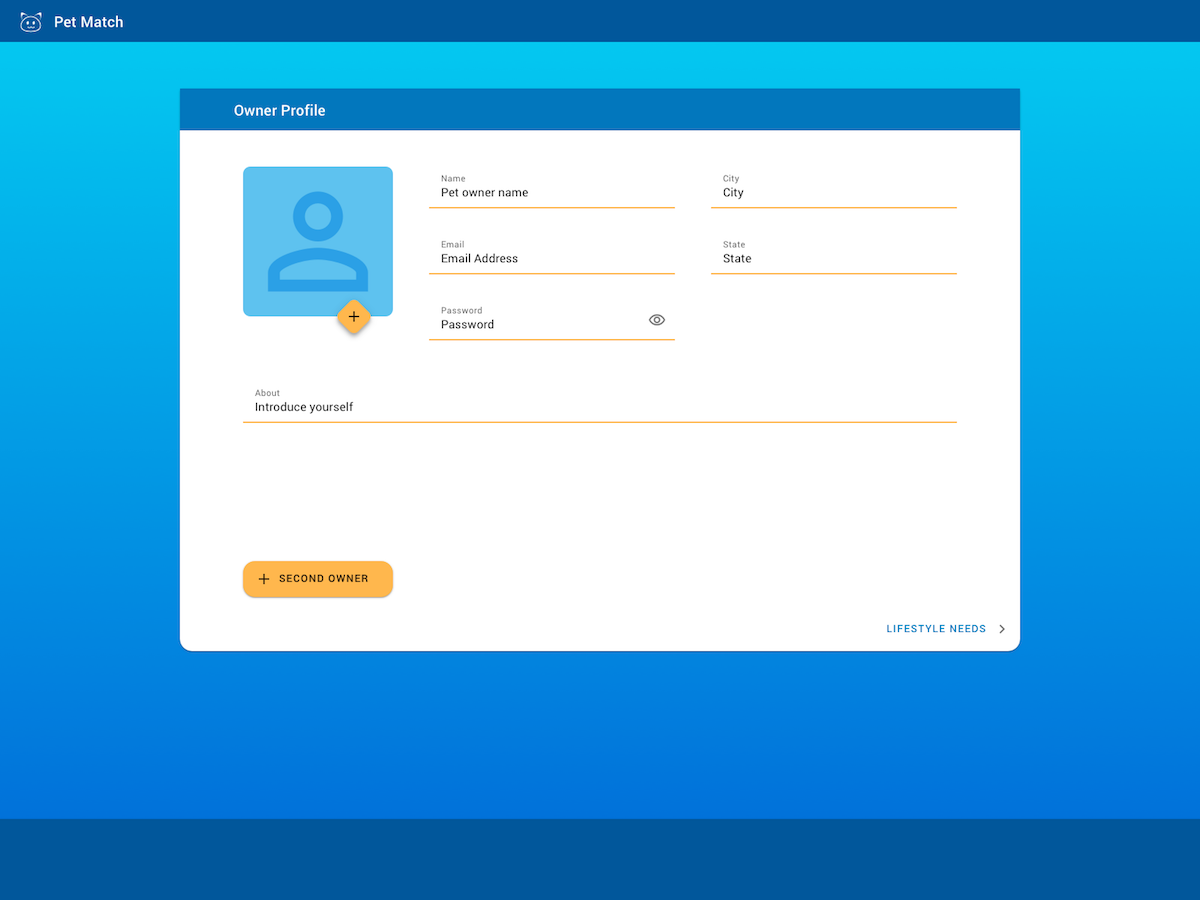 Pet Match
Owner Profile
Name
Pet owner name
City
City
Email
Email Address
State
State
Password
Password
About
Introduce yourself
SECOND OWNER
LIFESTYLE NEEDS